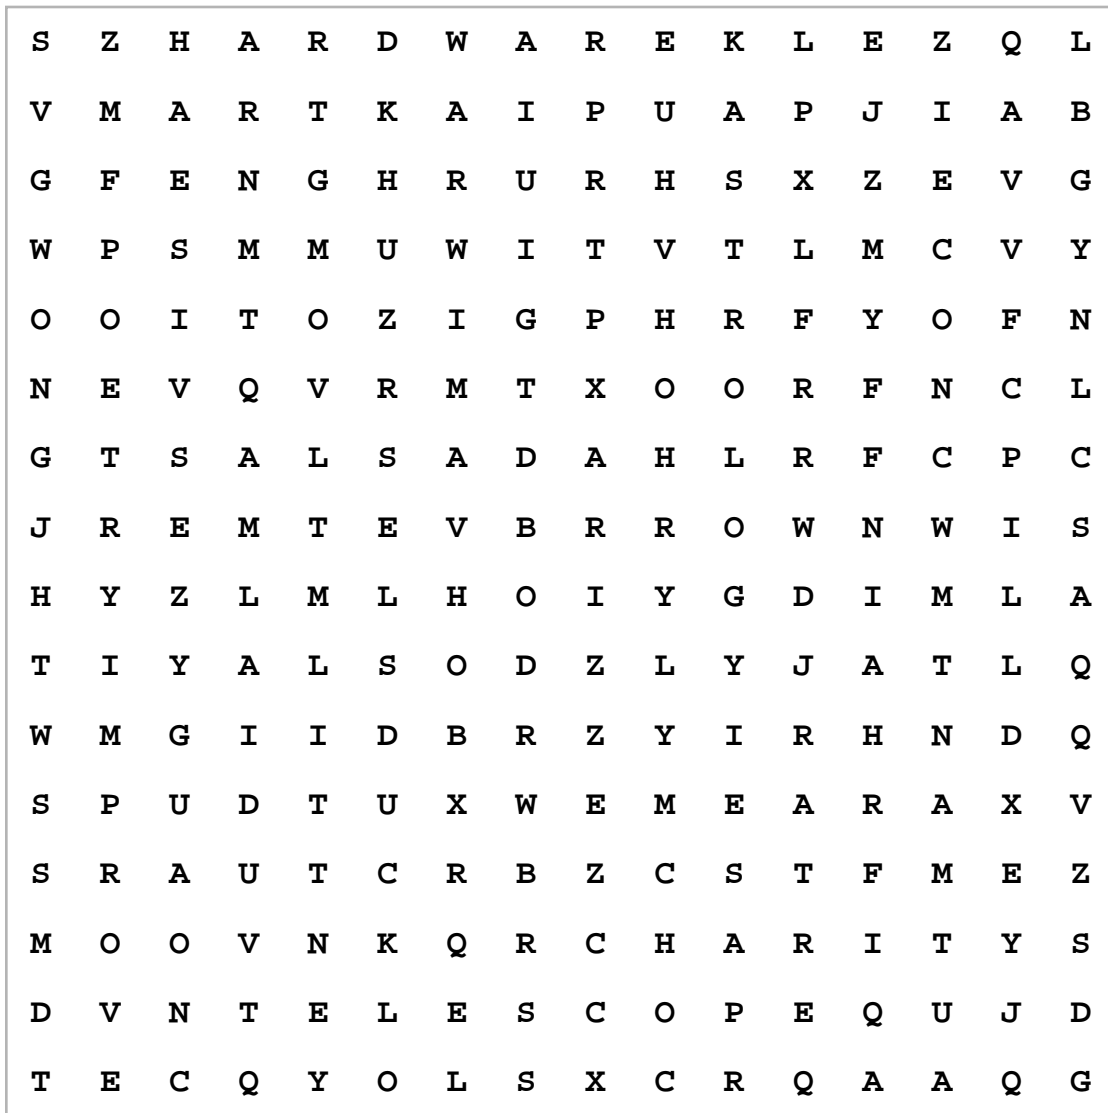 S Z H A R D W A R E K L E Z Q L
V M A R T K A I P U A P J I A B
G F E N G H R U R H S X Z E V G
W P S M M U W I T V T L M C V Y
O O I T O Z I G P H R F Y O F N
N E V Q V R M T X O O R F N C L
G T S A L S A D A H L R F C P C
J R E M T E V B R R O W N W I S
H Y Z L M L H O I Y G D I M L A
T I Y A L S O D Z L Y J A T L Q
W M G I I D B R Z Y I R H N D Q
S P U D T U X W E M E A R A X V
S R A U T C R B Z C S T F M E Z
M O O V N K Q R C H A R I T Y S
D V N T E L E S C O P E Q U J D
T E C Q Y O L S X C R Q A A Q G